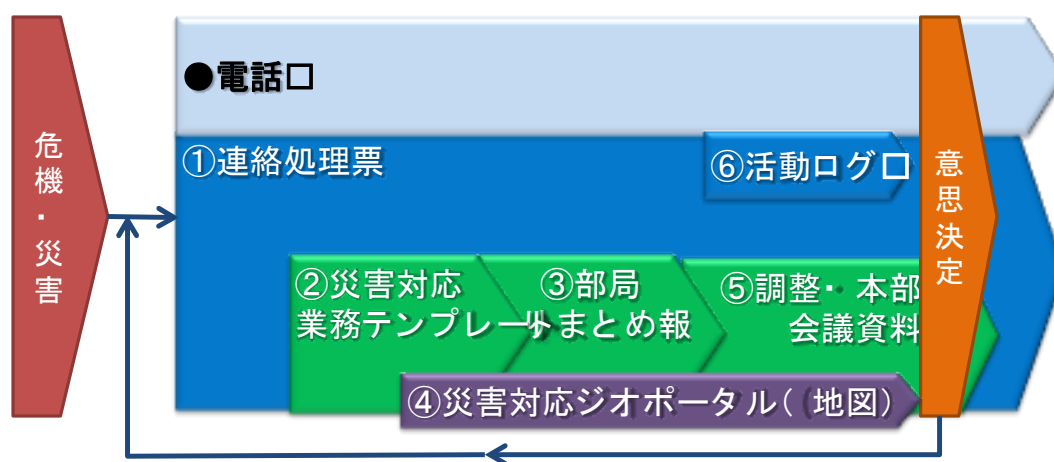 危機・災害
●電話口
①連絡処理票
⑥活動ログ口
意思決定
②災害対応
業務テンプレート
③部局
とりまとめ報
⑤調整・本部
会議資料
④災害対応ジオポータル(地図)